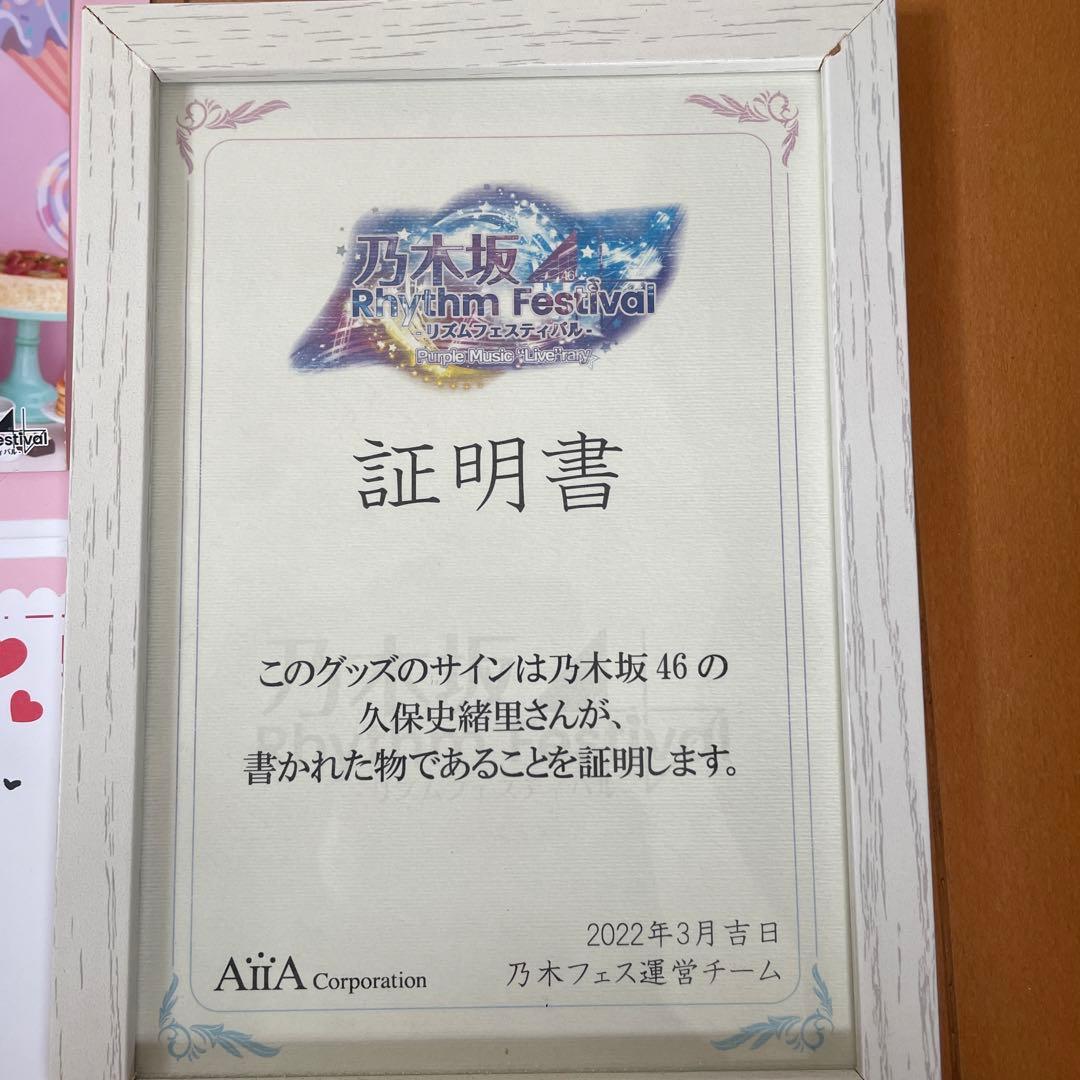 乃木坂46
Rhythm Festival
-リズムフェスティバル-
Purple Music "Live"rary
証明書
このグッズのサインは乃木坂 46 の
久保史緒里さんが、
書かれた物であることを証明します。
2022年3月吉日
乃木フェス運営チーム
AiiA Corporation
estival